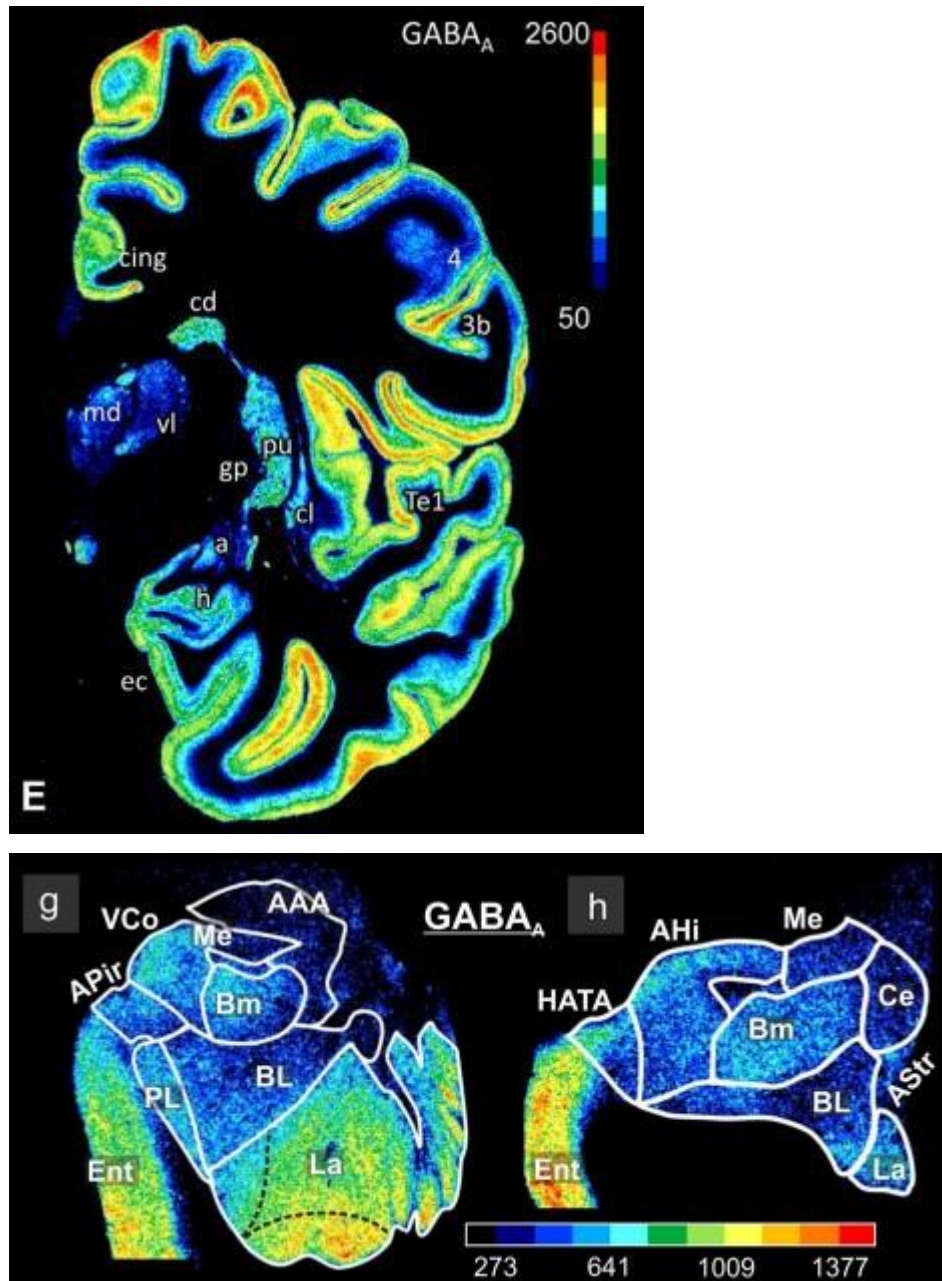 GABAA 2600
50
cing
4
3b
cd
md
vl
pu
gp
cl
Te1
a
h
ec
E
g
VCo
AAA
Me
APir
Bm
PL
BL
Ent
La
GABAA
h
AHi
Me
HATA
Ce
Bm
AStr
BL
Ent
La
273 641 1009 1377